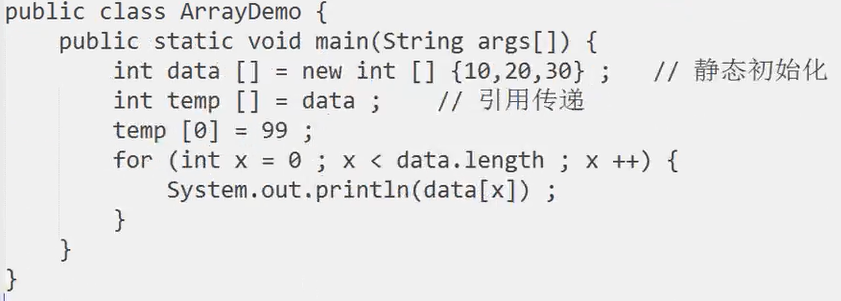 public class ArrayDemo {
    public static void main(String args[]) {
        int data [] = new int [] {10,20,30} ;   // 静态初始化
        int temp [] = data ;    // 引用传递
        temp [0] = 99 ;
        for (int x = 0 ; x < data.length ; x ++) {
            System.out.println(data[x]) ;
        }
    }
}